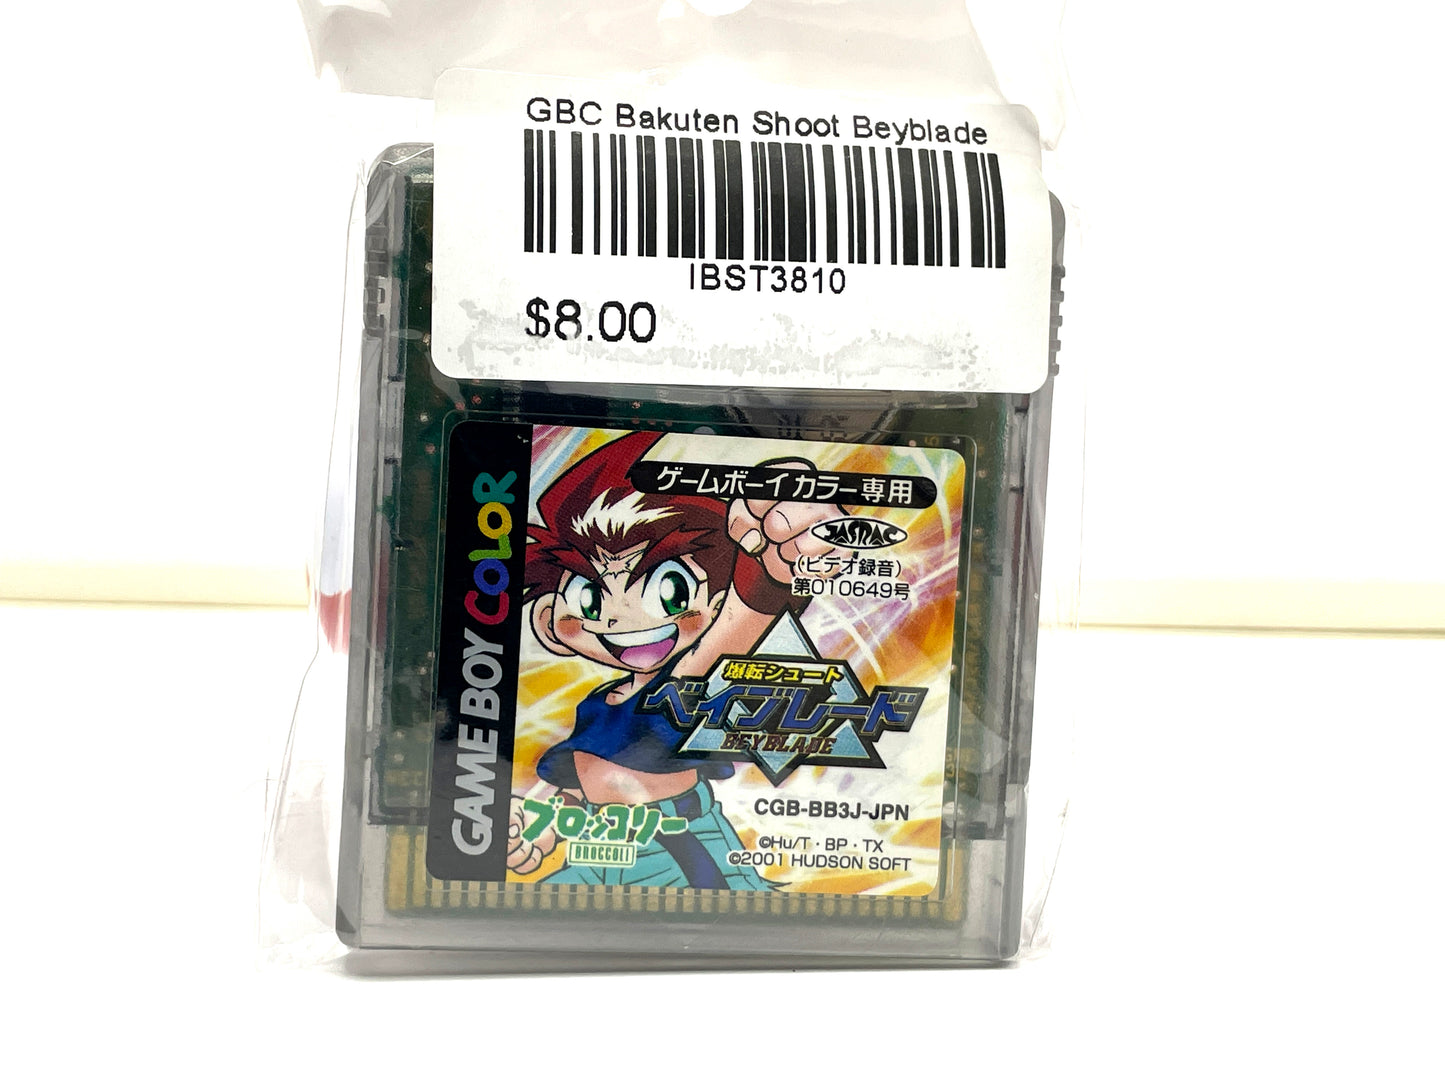 GBC Bakuten Shoot Beyblade
IBST3810
$8.00
GAME BOY COLOR
ゲームボーイカラー専用
JASRAC
(ビデオ録音)
第010649号
爆転シュート
ベイブレード
BEYBLADE
CGB-BB3J-JPN
ブロッコリー
BROCCOLI
©Hu/T・BP・TX
©2001 HUDSON SOFT